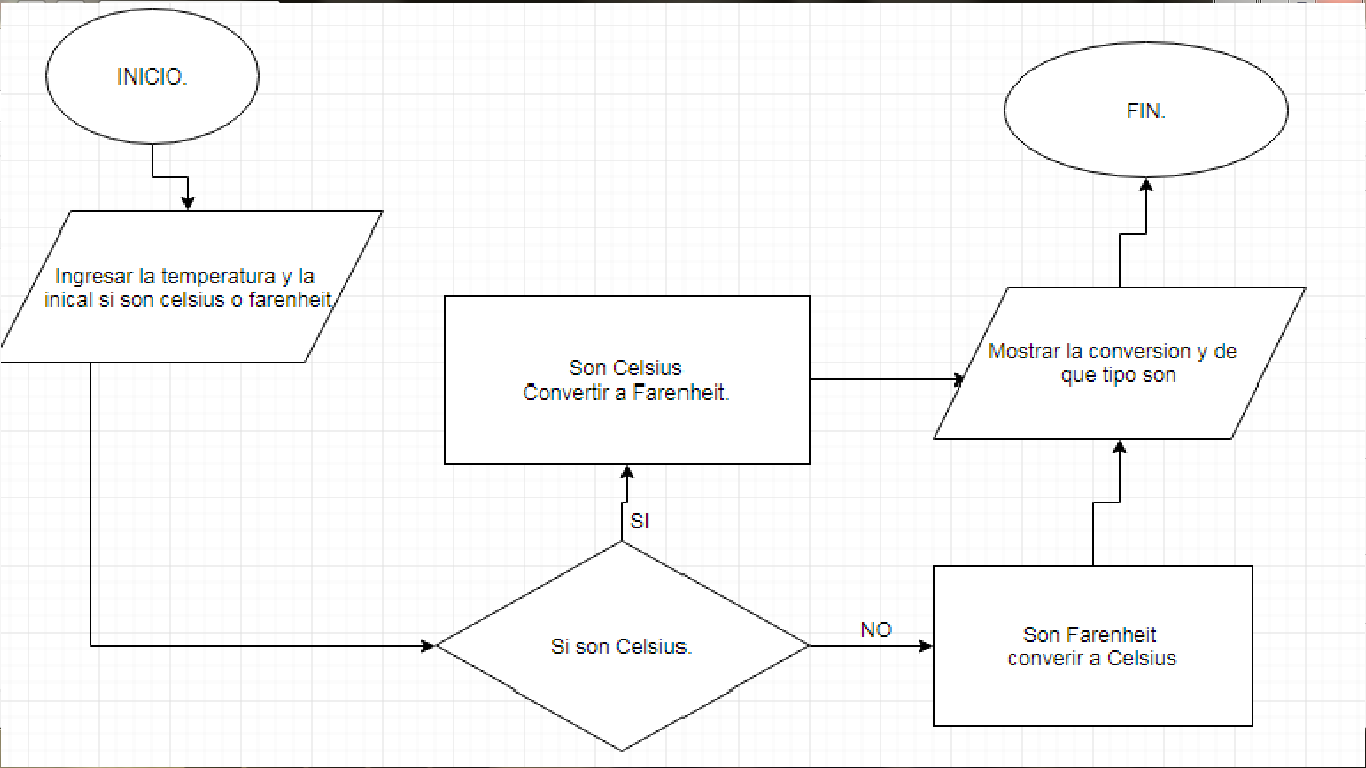 INICIO.
Ingresar la temperatura y la
inical si son celsius o farenheit
Si son Celsius.
SI
Son Celsius
Convertir a Farenheit.
NO
Son Farenheit
converir a Celsius
Mostrar la conversion y de
que tipo son
FIN.